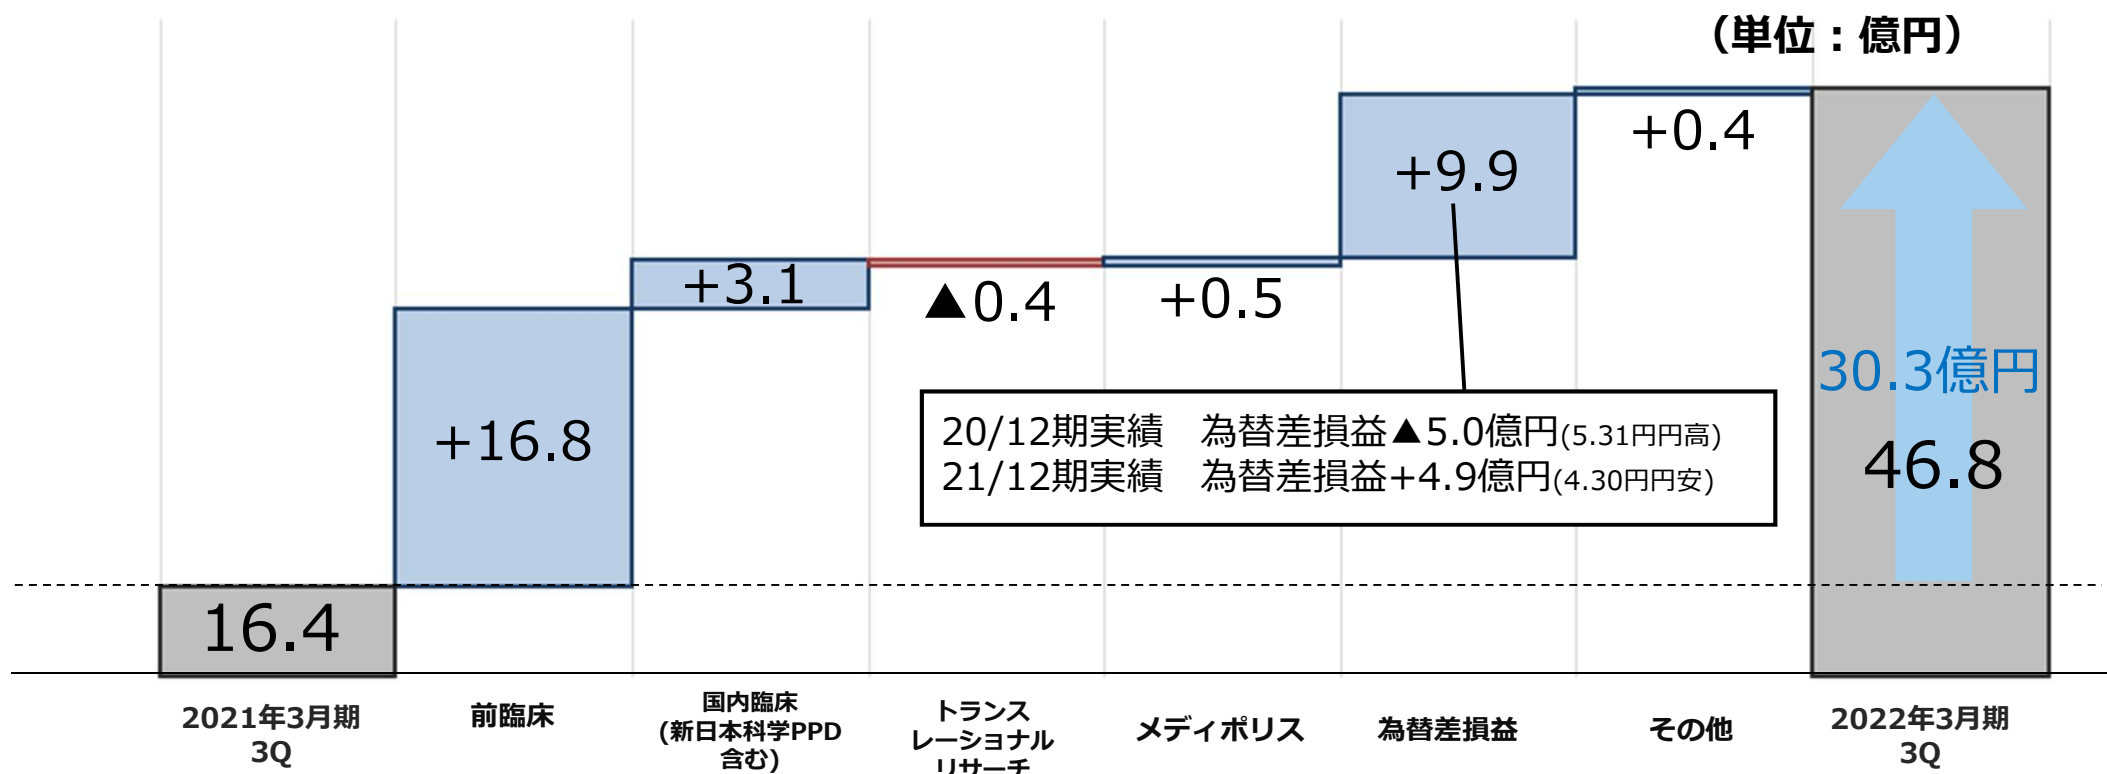 （単位：億円）
+0.4
+9.9
+3.1
▲0.4
+0.5
30.3億円
+16.8
20/12期実績　為替差損益▲5.0億円(5.31円円高)
21/12期実績　為替差損益+4.9億円(4.30円円安)
46.8
16.4
2021年3月期
3Q
前臨床
国内臨床
(新日本科学PPD
含む)
トランス
レーショナル
リサーチ
メディポリス
為替差損益
その他
2022年3月期
3Q